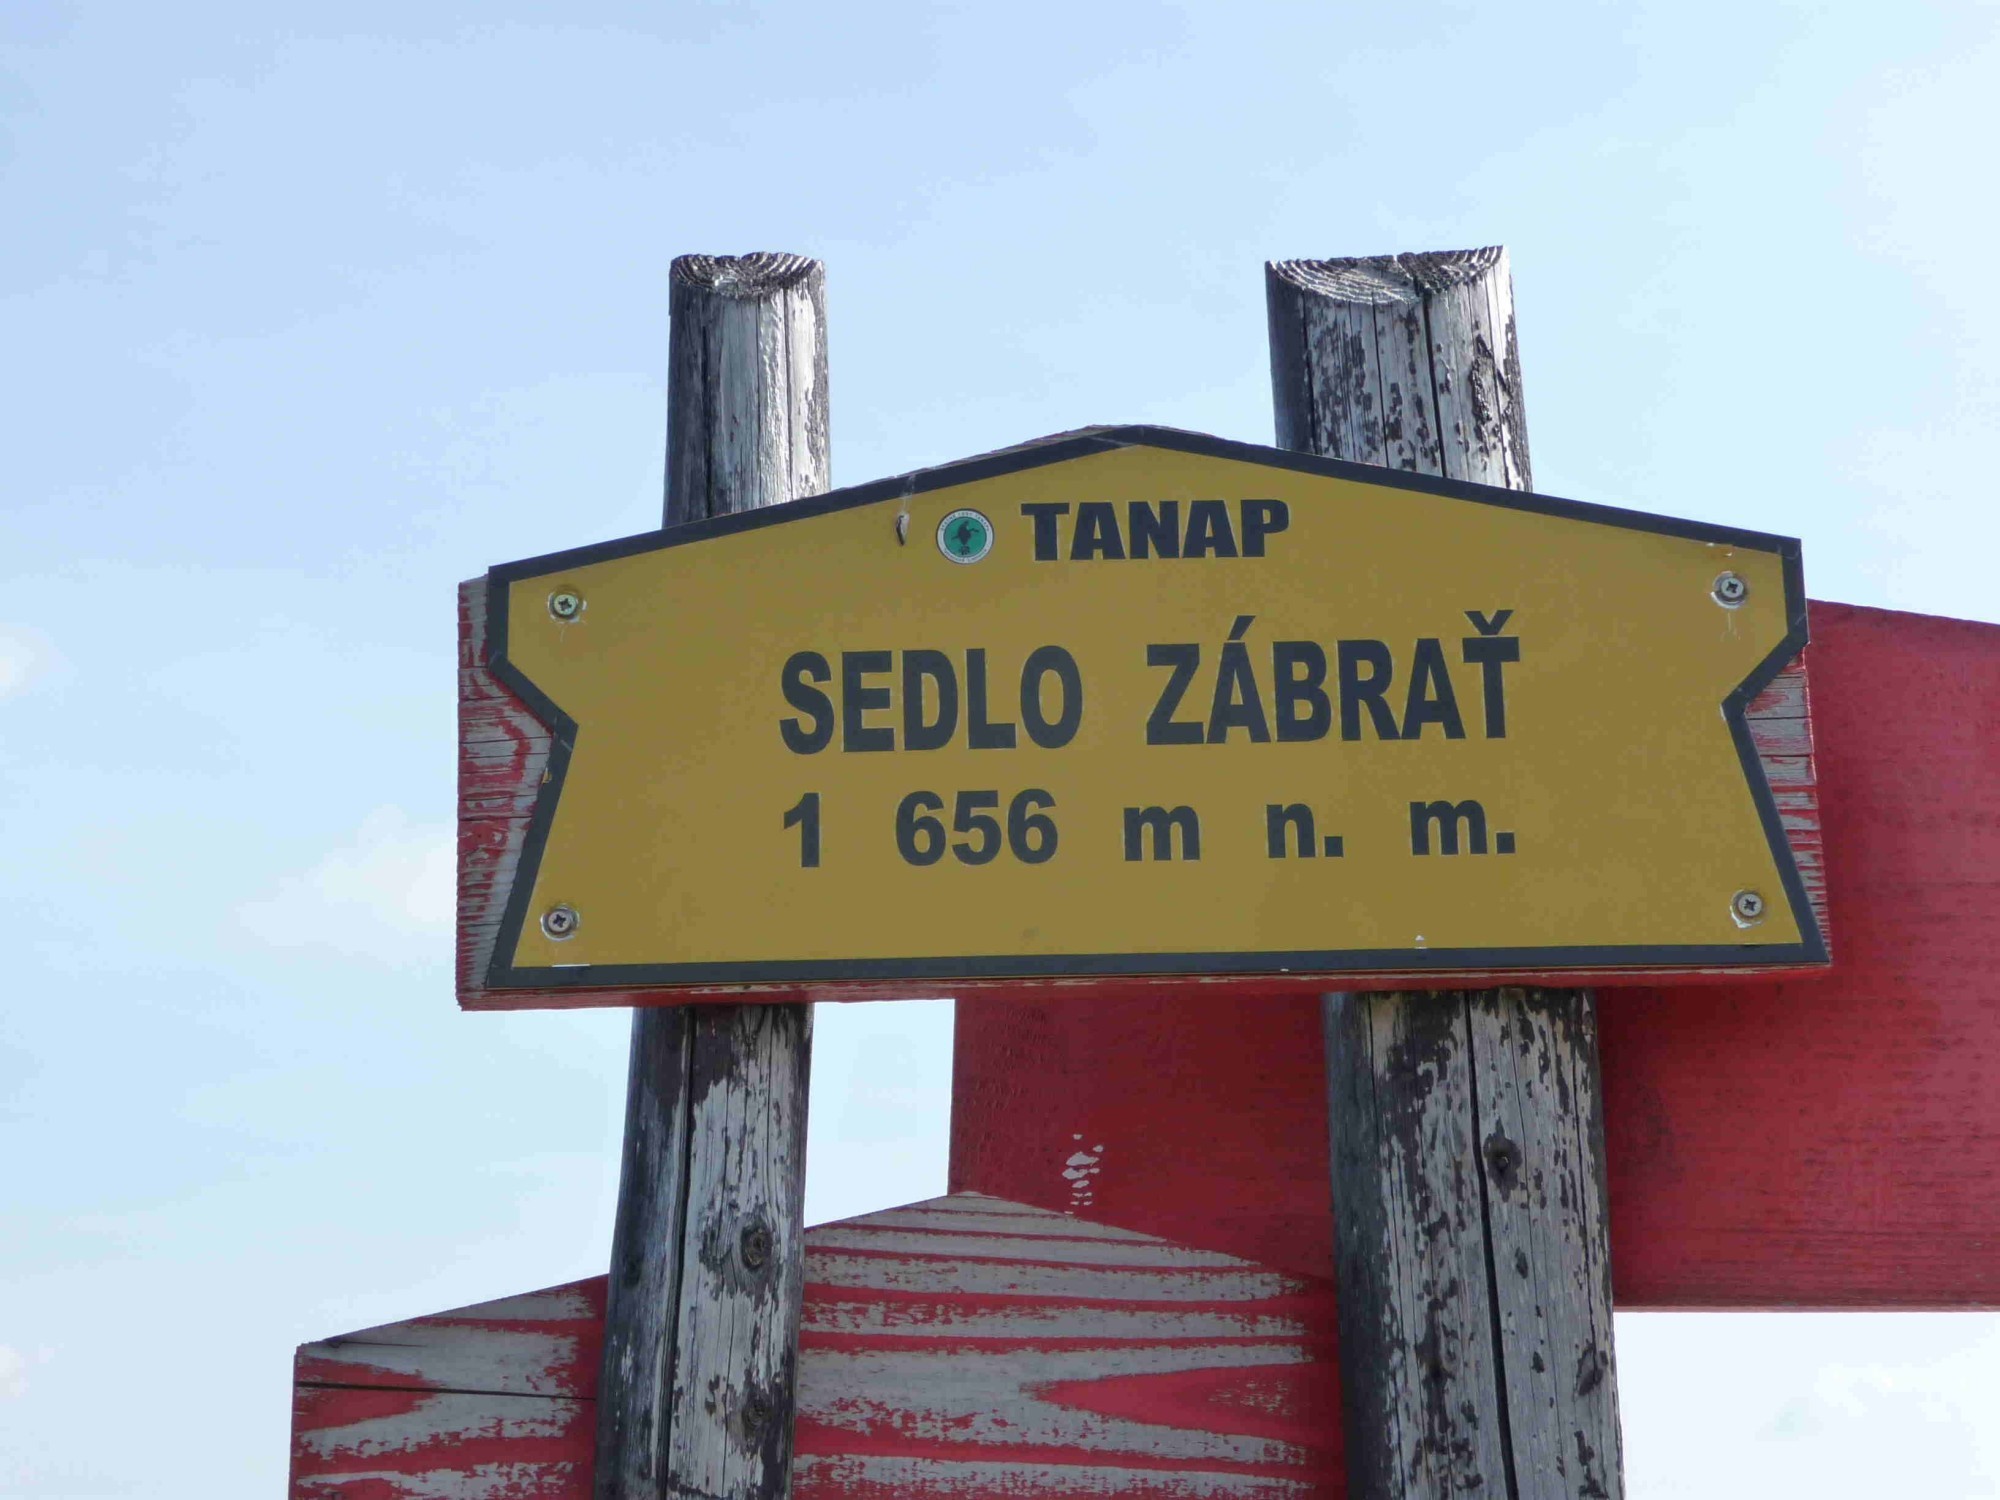 TANAP
SEDLO ZÁBRAŤ
1 656 m n. m.